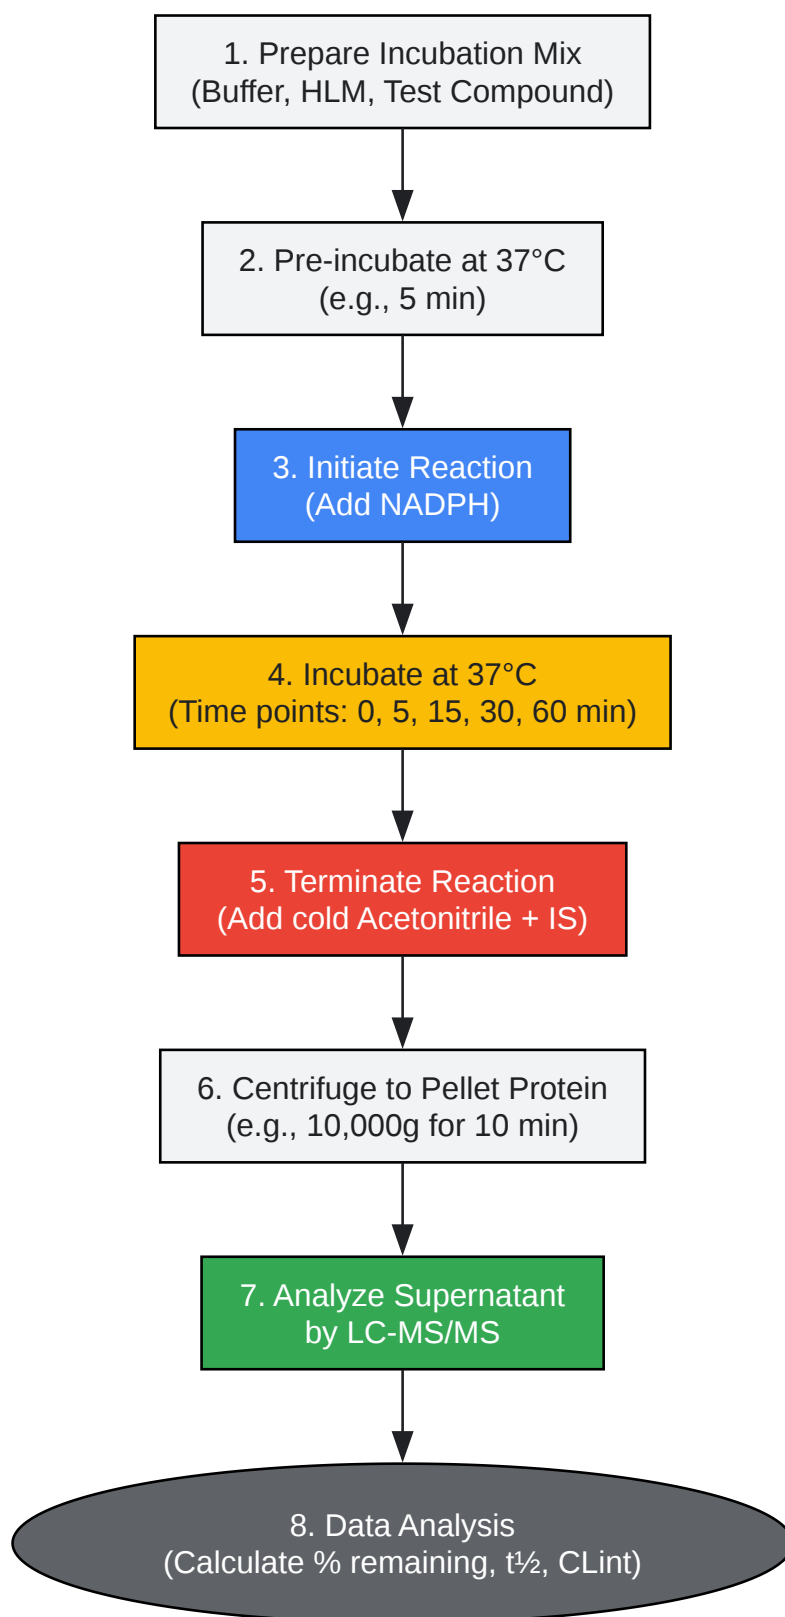 1. Prepare Incubation Mix
(Buffer, HLM, Test Compound)
2. Pre-incubate at 37°C
(e.g., 5 min)
3. Initiate Reaction
(Add NADPH)
4. Incubate at 37°C
(Time points: 0, 5, 15, 30, 60 min)
5. Terminate Reaction
(Add cold Acetonitrile + IS)
6. Centrifuge to Pellet Protein
(e.g., 10,000g for 10 min)
7. Analyze Supernatant
by LC-MS/MS
8. Data Analysis
(Calculate % remaining, t½, CLint)